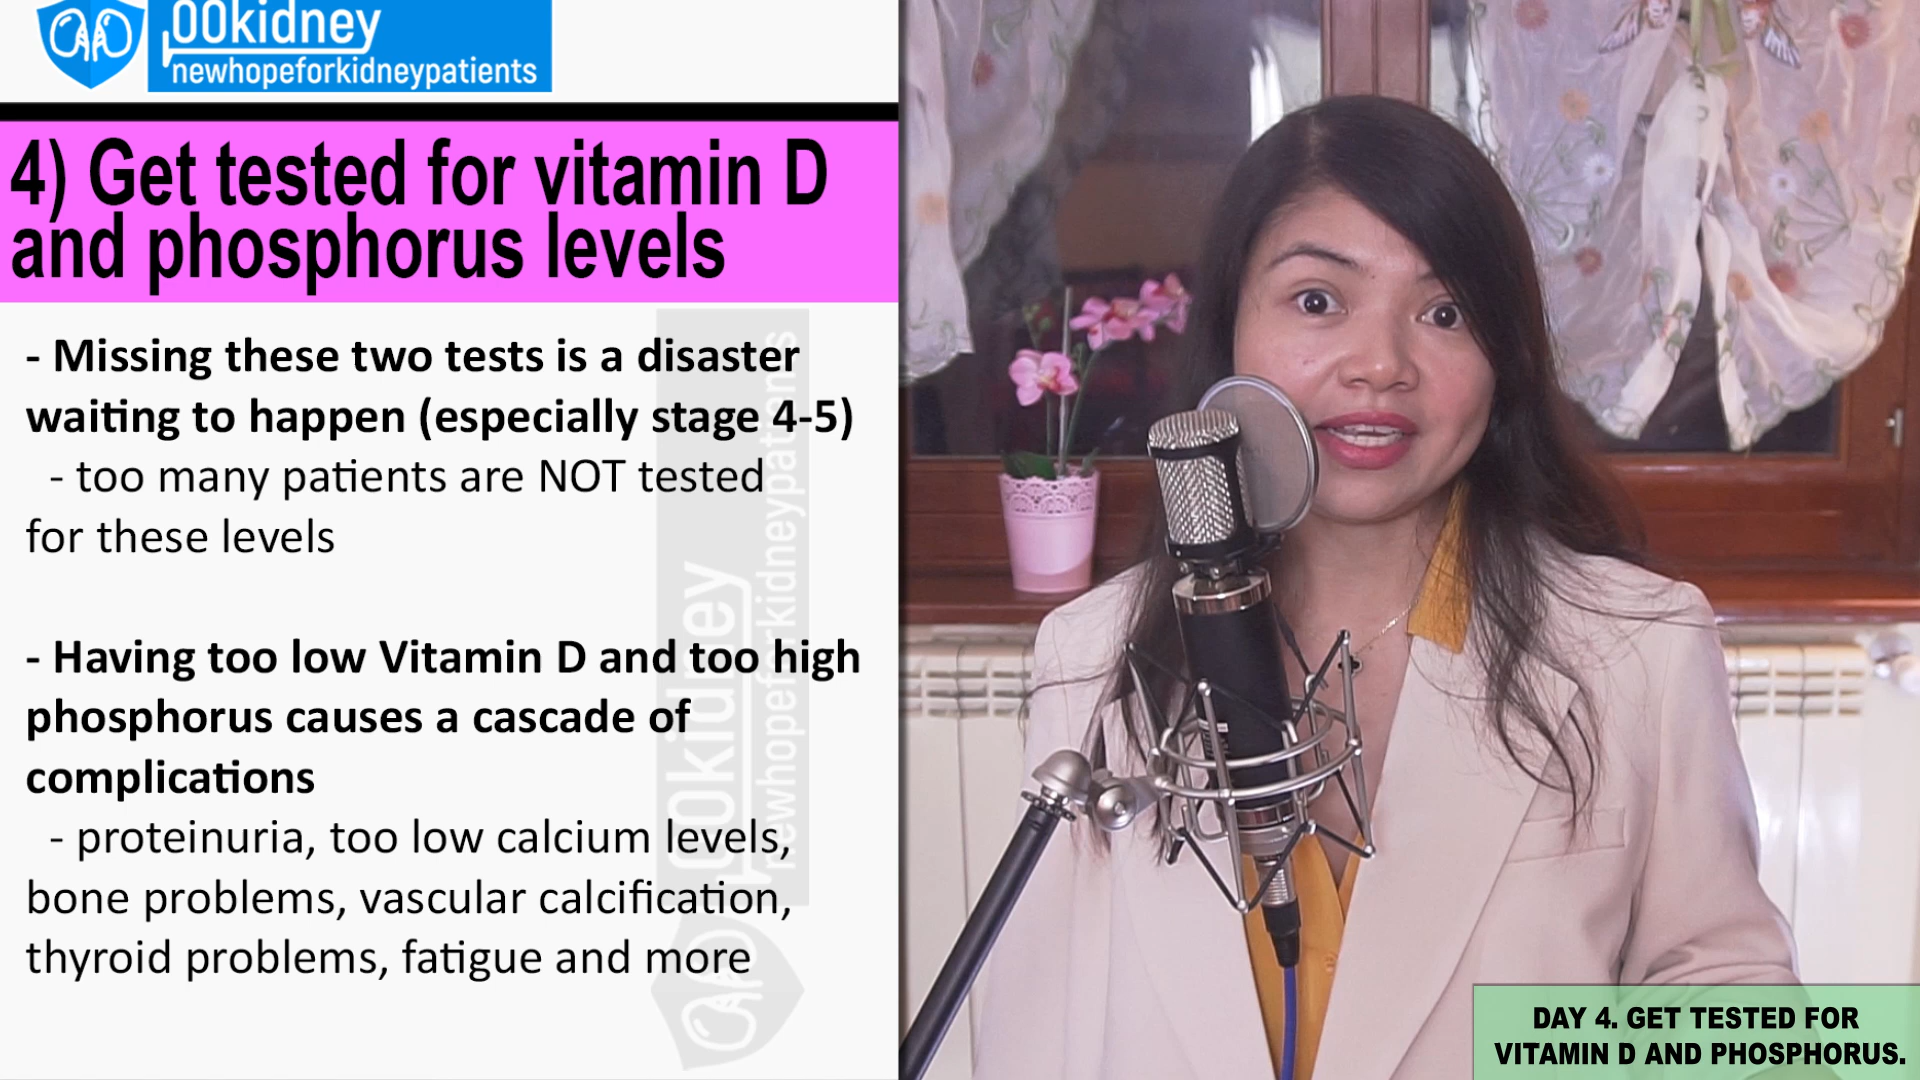 00kidney
newhopeforkidneypatients
4) Get tested for vitamin D
and phosphorus levels
- Missing these two tests is a disaster
waiting to happen (especially stage 4-5)
- too many patients are NOT tested
for these levels
- Having too low Vitamin D and too high
phosphorus causes a cascade of
complications
- proteinuria, too low calcium levels,
bone problems, vascular calcification,
thyroid problems, fatigue and more
00kidney
newhopeforkidneypatients
DAY 4. GET TESTED FOR
VITAMIN D AND PHOSPHORUS.